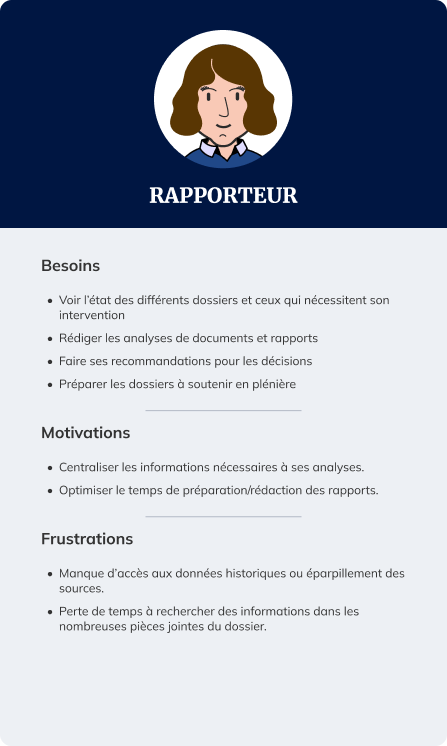 RAPPORTEUR
Besoins
• Voir l'état des différents dossiers et ceux qui nécessitent son
intervention
• Rédiger les analyses de documents et rapports
• Faire ses recommandations pour les décisions
• Préparer les dossiers à soutenir en plénière
Motivations
• Centraliser les informations nécessaires à ses analyses.
• Optimiser le temps de préparation/rédaction des rapports.
Frustrations
• Manque d'accès aux données historiques ou éparpillement des
sources.
• Perte de temps à rechercher des informations dans les
nombreuses pièces jointes du dossier.